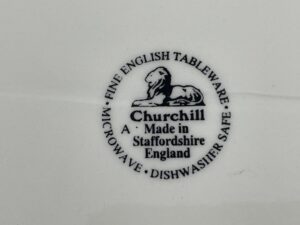 • FINE ENGLISH TABLEWARE •
Churchill
A • Made in
Staffordshire
England
MICROWAVE • DISHWASHER SAFE